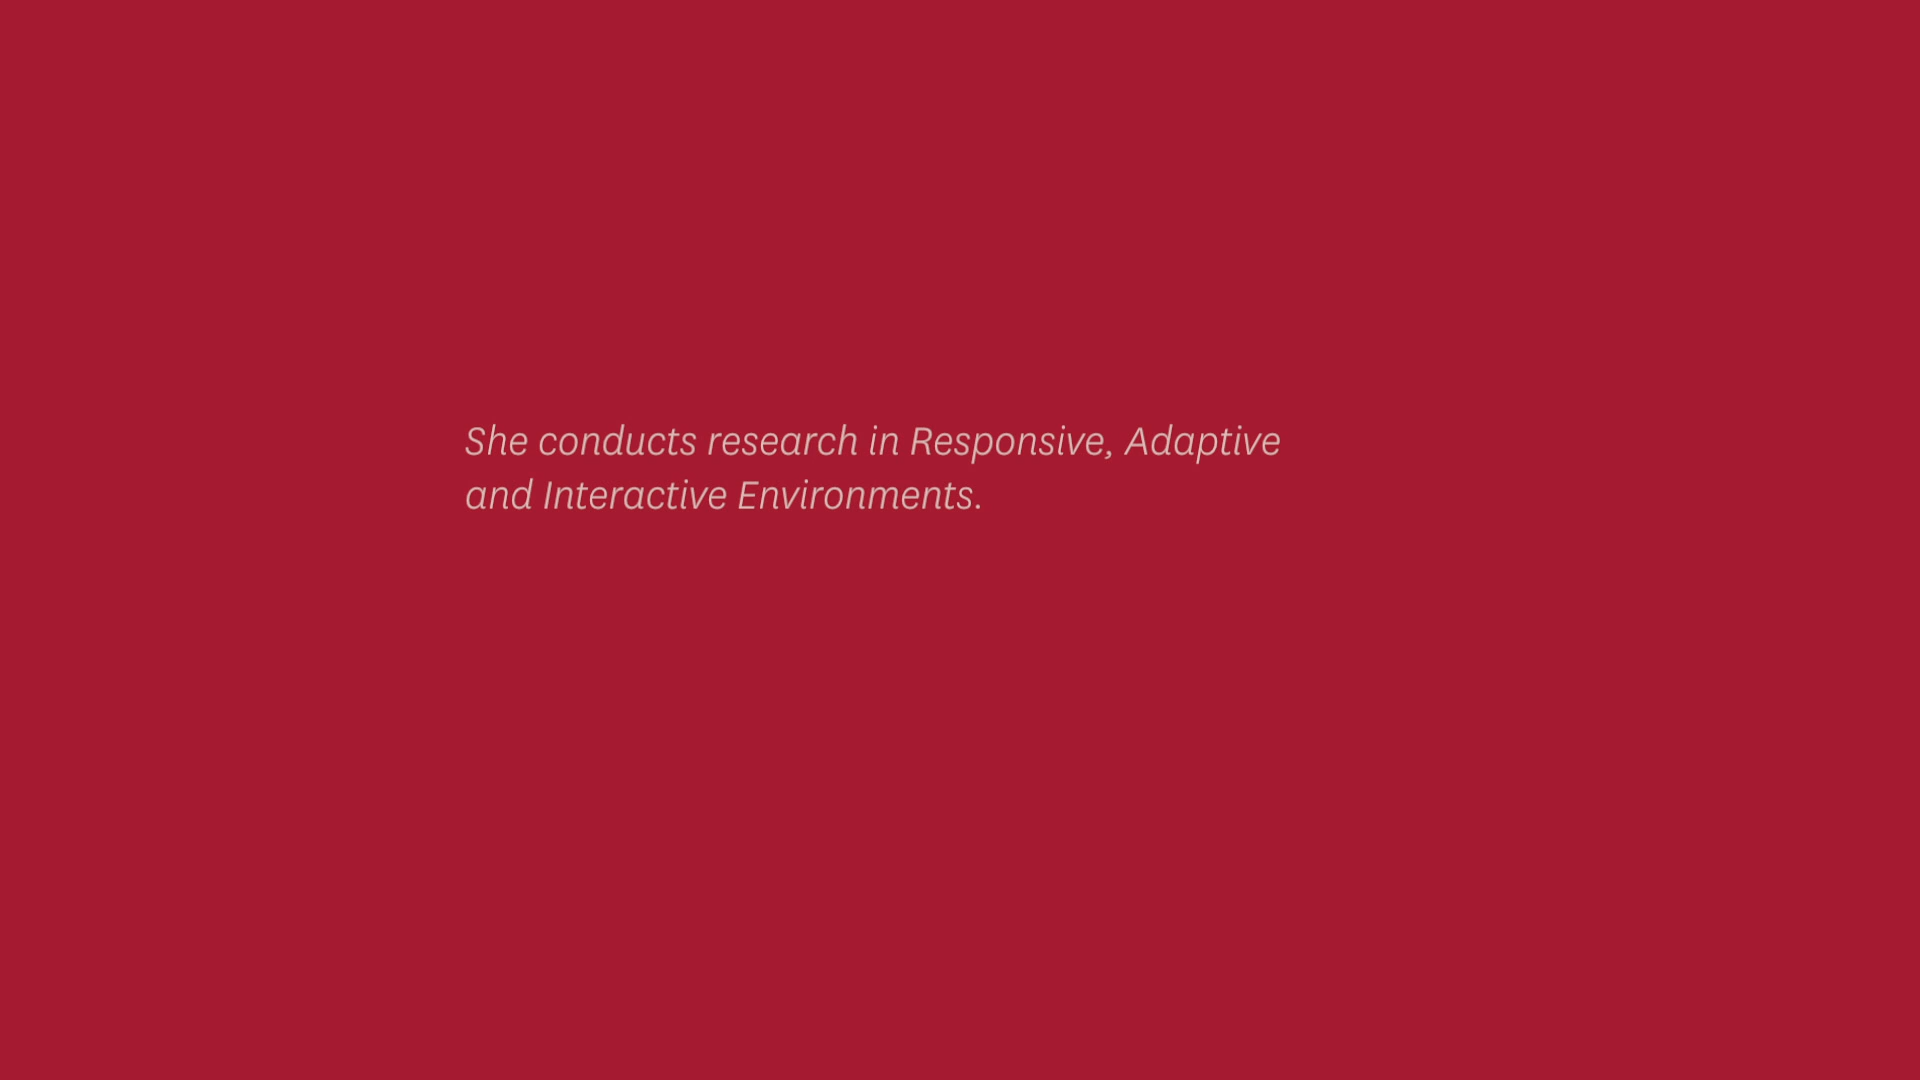 She conducts research in Responsive, Adaptive
and Interactive Environments.